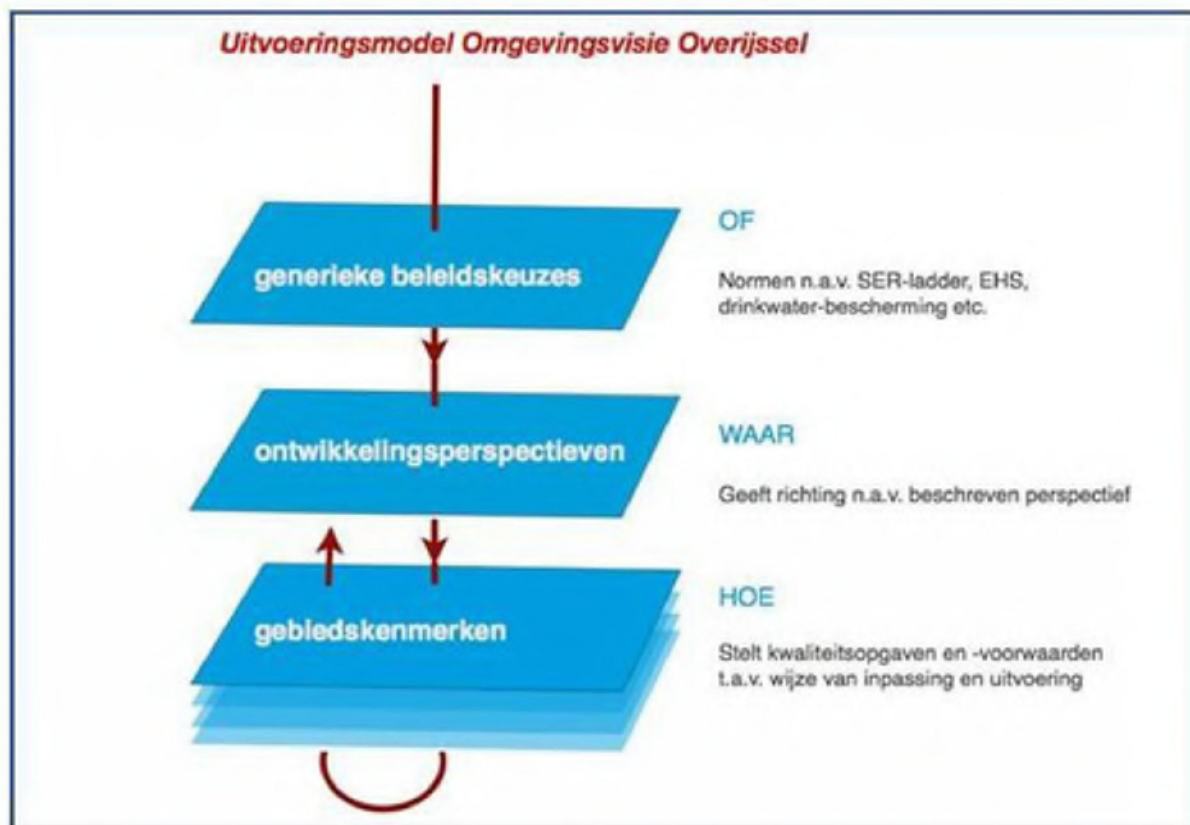 Uitvoeringsmodel Omgevingsvisie Overijssel
generieke beleidskeuzes
OF
Normen n.a.v. SER-ladder, EHS,
drinkwater-bescherming etc.
ontwikkelingsperspectieven
WAAR
Geeft richting n.a.v. beschreven perspectief
gebiedskenmerken
HOE
Stelt kwaliteitsopgaven en -voorwaarden
t.a.v. wijze van inpassing en uitvoering